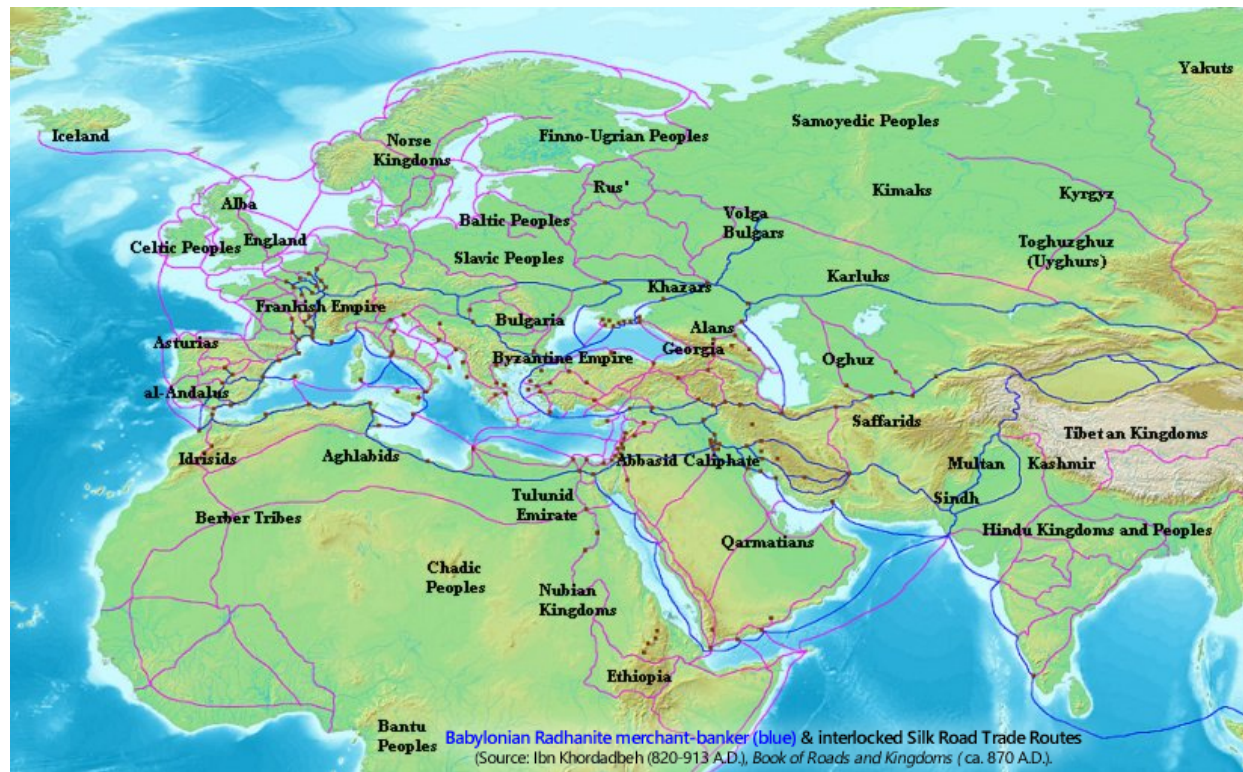 Yakuts
Iceland
Norse
Kingdoms
Finno-Ugrian Peoples
Samoyedic Peoples
Rus'
Kimaks
Kyrgyz
Alba
England
Celtic Peoples
Baltic Peoples
Volga
Bulgars
Toghuzghuz
(Uyghurs)
Slavic Peoples
Karluks
Khazars
Frankish Empire
Bulgaria
Alans
Asturias
Byzantine Empire
Georgia
Oghuz
al-Andalus
Saffarids
Tibetan Kingdoms
Idrisids
Aghlabids
Abbasid Caliphate
Multan
Kashmir
Tulunid
Emirate
Sindh
Berber Tribes
Hindu Kingdoms and Peoples
Qarmatians
Chadic
Peoples
Nubian
Kingdoms
Ethiopia
Bantu
Peoples
Babylonian Radhanite merchant-banker (blue) & interlocked Silk Road Trade Routes
(Source: Ibn Khordadbeh (820-913 A.D.), Book of Roads and Kingdoms ( ca. 870 A.D.).